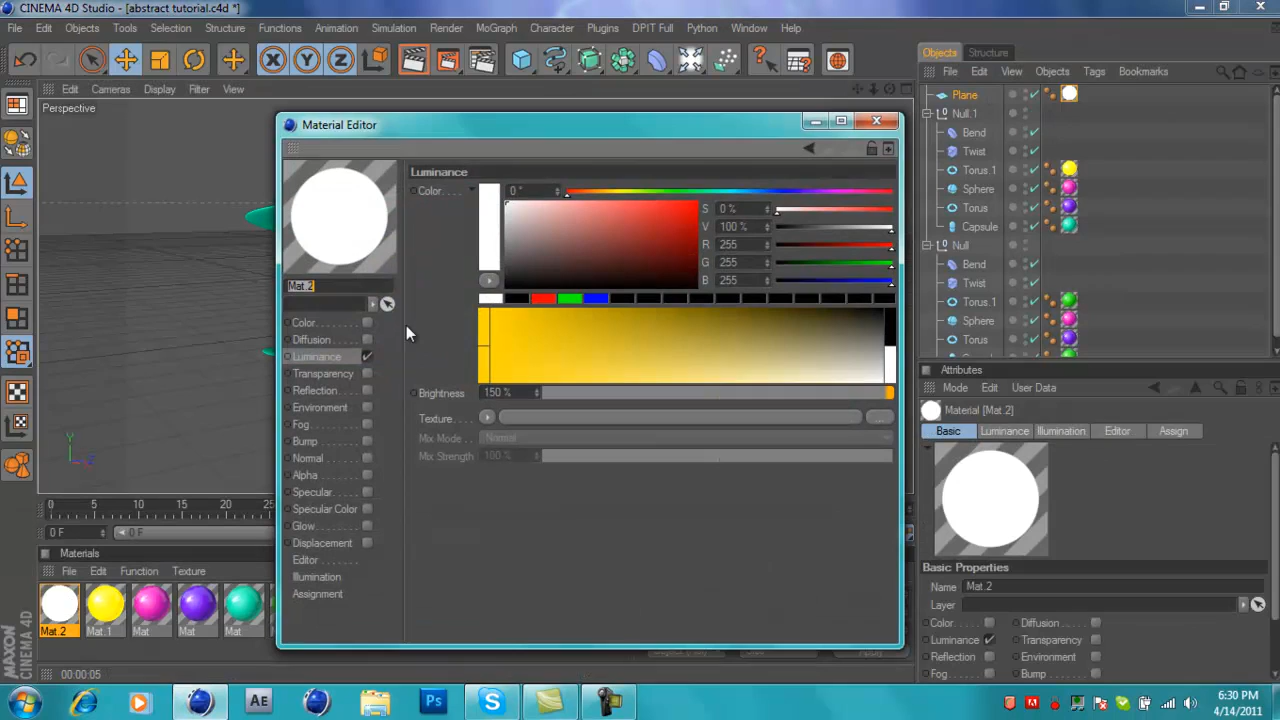 CINEMA 4D Studio - [abstract tutorial.c4d *]
File Edit Objects Tools Selection Structure Functions Animation Simulation Render MoGraph Character Plugins DPIT Full Python Window Help
X Y Z
Objects Structure
File Edit View Objects Tags Bookmarks
Edit Cameras Display Filter View
Perspective
Plane
Null.1
Bend
Twist
Torus.1
Sphere
Torus
Capsule
Null
Bend
Twist
Torus.1
Sphere
Torus
Material Editor
Mat.2
Color
Diffusion
Luminance
Transparency
Reflection
Environment
Fog
Bump
Normal
Alpha
Specular
Specular Color
Glow
Displacement
Editor
Illumination
Assignment
Luminance
Color. . . . 0 °
S 0 %
V 100 %
R 255
G 255
B 255
Brightness 150 %
Texture. . . . . ...
Mix Mode . Normal
Mix Strength 100 %
Attributes
Mode Edit User Data
Material [Mat.2]
Basic Luminance Illumination Editor Assign
Basic Properties
Name Mat.2
Layer
Color. Diffusion.
Luminance Transparency
Reflection Environment
Fog Bump
Y
Z
0 5 10 15 20 25
0 F 0 F
Materials
File Edit Function Texture
Mat.2 Mat.1 Mat Mat Mat
MAXON CINEMA 4D
00:00:05
Ae Ps
6:30 PM
4/14/2011